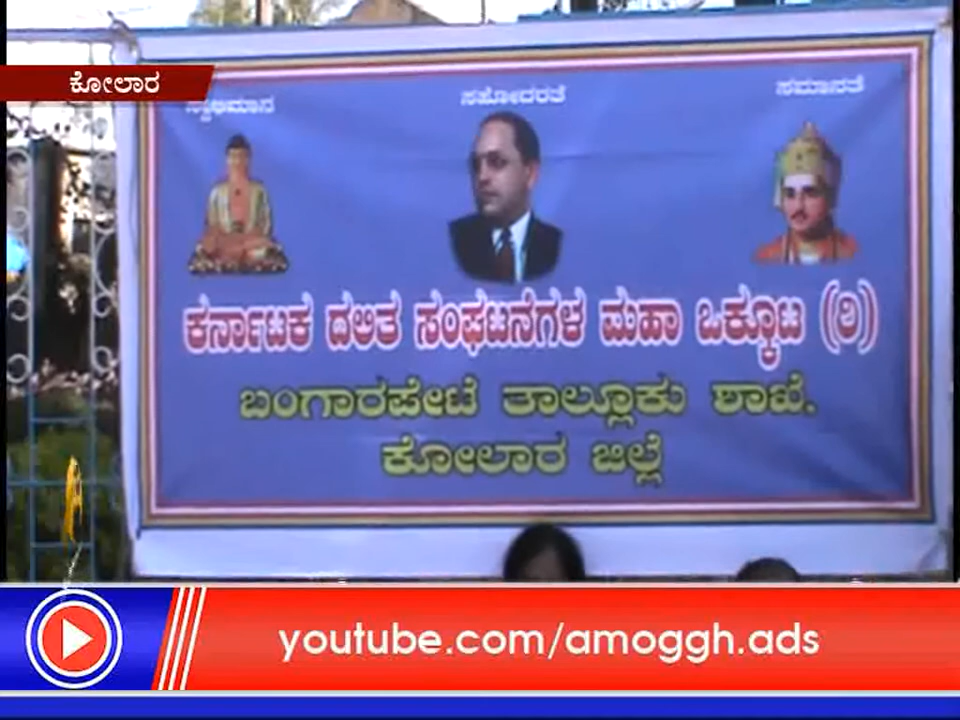 ಕೋಲಾರ
ಸ್ವಾಭಿಮಾನ ಸಹೋದರತೆ ಸಮಾನತೆ
ಕರ್ನಾಟಕ ದಲಿತ ಸಂಘಟನೆಗಳ ಮಹಾ ಒಕ್ಕೂಟ (ರಿ)
ಬಂಗಾರಪೇಟೆ ತಾಲ್ಲೂಕು ಶಾಖೆ.
ಕೋಲಾರ ಜಿಲ್ಲೆ
youtube.com/amoggh.ads